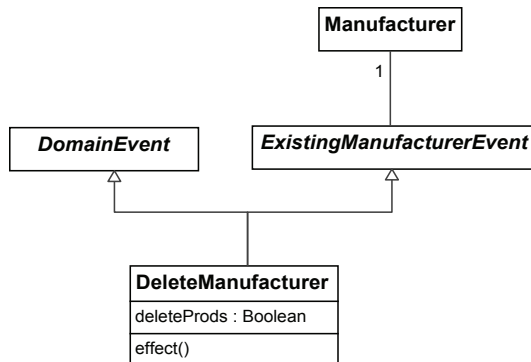 Manufacturer
1
DomainEvent
ExistingManufacturerEvent
DeleteManufacturer
deleteProds : Boolean
effect()